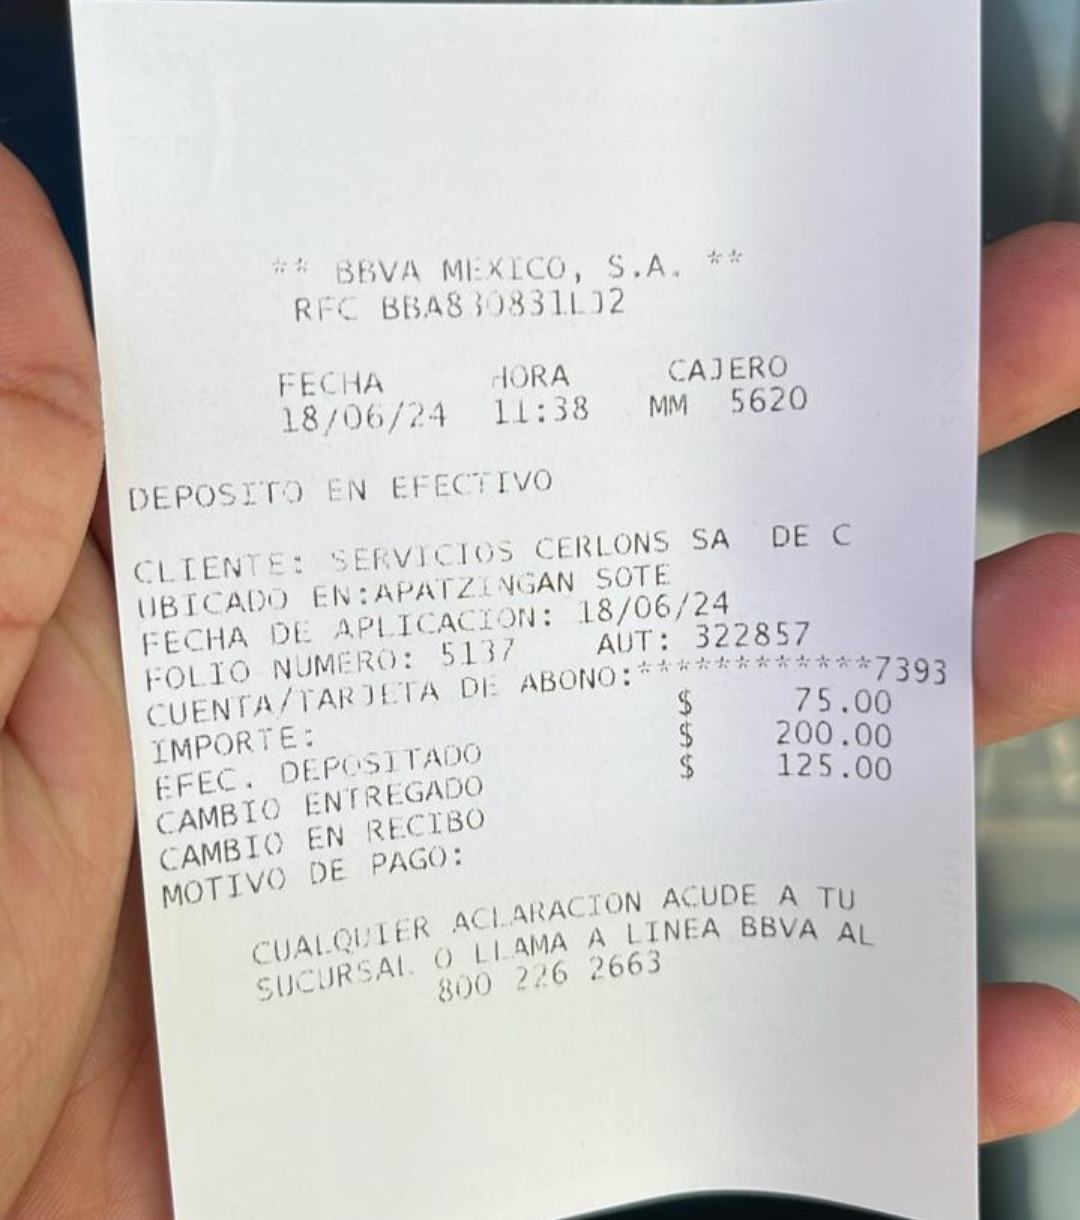 ** BBVA MEXICO, S.A. **
RFC BBA830831LJ2
FECHA HORA CAJERO
18/06/24 11:38 MM 5620
DEPOSITO EN EFECTIVO
CLIENTE: SERVICIOS CERLONS SA DE C
UBICADO EN:APATZINGAN SOTE
FECHA DE APLICACION: 18/06/24
FOLIO NUMERO: 5137 AUT: 322857
CUENTA/TARJETA DE ABONO:************7393
IMPORTE: $ 75.00
EFEC. DEPOSITADO $ 200.00
CAMBIO ENTREGADO $ 125.00
CAMBIO EN RECIBO
MOTIVO DE PAGO:
CUALQUIER ACLARACION ACUDE A TU
SUCURSAL O LLAMA A LINEA BBVA AL
800 226 2663